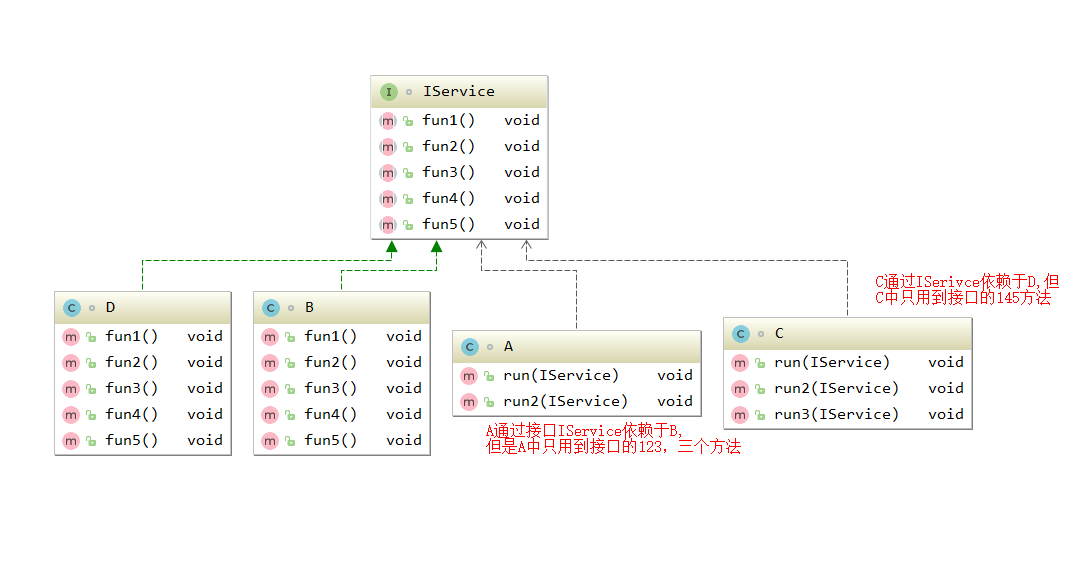 I IService
m fun1() void
m fun2() void
m fun3() void
m fun4() void
m fun5() void
C D
m fun1() void
m fun2() void
m fun3() void
m fun4() void
m fun5() void
C B
m fun1() void
m fun2() void
m fun3() void
m fun4() void
m fun5() void
C A
m run(IService) void
m run2(IService) void
A通过接口IService依赖于B,
但是A中只用到接口的123, 三个方法
C通过ISerivce依赖于D,但
C中只用到接口的145方法
C C
m run(IService) void
m run2(IService) void
m run3(IService) void